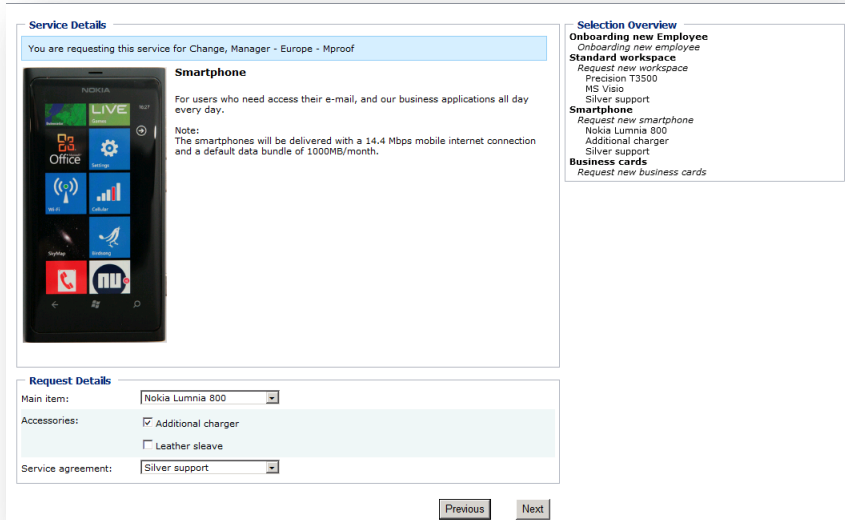 Service Details
You are requesting this service for Change, Manager - Europe - Mproof
Smartphone
For users who need access their e-mail, and our business applications all day
every day.
Note:
The smartphones will be delivered with a 14.4 Mbps mobile internet connection
and a default data bundle of 1000MB/month.
NOKIA
LIVE
Games
Office
Settings
Wi-Fi
Cellular
SkyMap
Birdsong
nu
Request Details
Main item:
Nokia Lumnia 800
Accessories:
Additional charger
Leather sleave
Service agreement:
Silver support
Previous
Next
Selection Overview
Onboarding new Employee
Onboarding new employee
Standard workspace
Request new workspace
Precision T3500
MS Visio
Silver support
Smartphone
Request new smartphone
Nokia Lumnia 800
Additional charger
Silver support
Business cards
Request new business cards